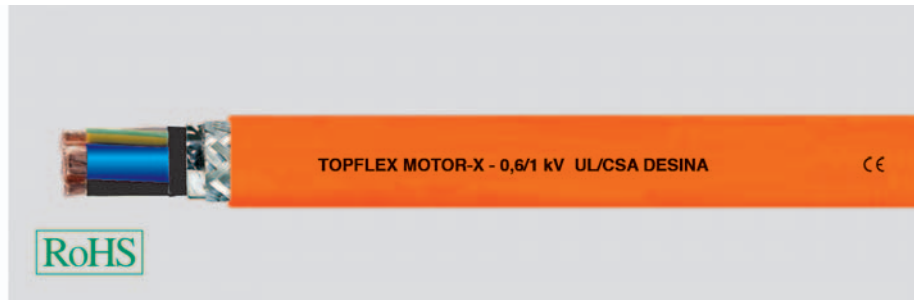 TOPFLEX MOTOR-X - 0,6/1 kV UL/CSA DESINA CE
RoHS